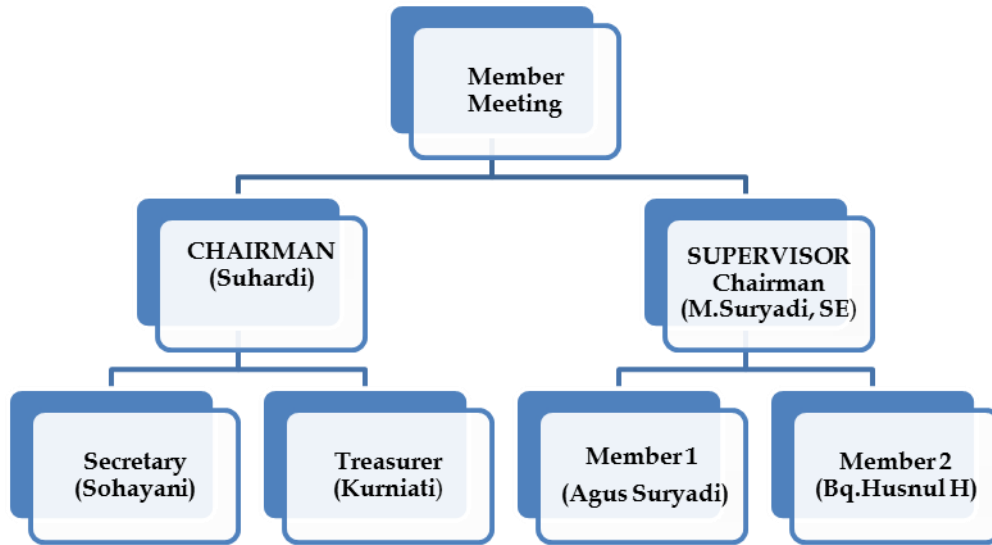 Member
Meeting
CHAIRMAN
(Suhardi)
SUPERVISOR
Chairman
(M.Suryadi, SE)
Secretary
(Sohayani)
Treasurer
(Kurniati)
Member 1
(Agus Suryadi)
Member 2
(Bq.Husnul H)